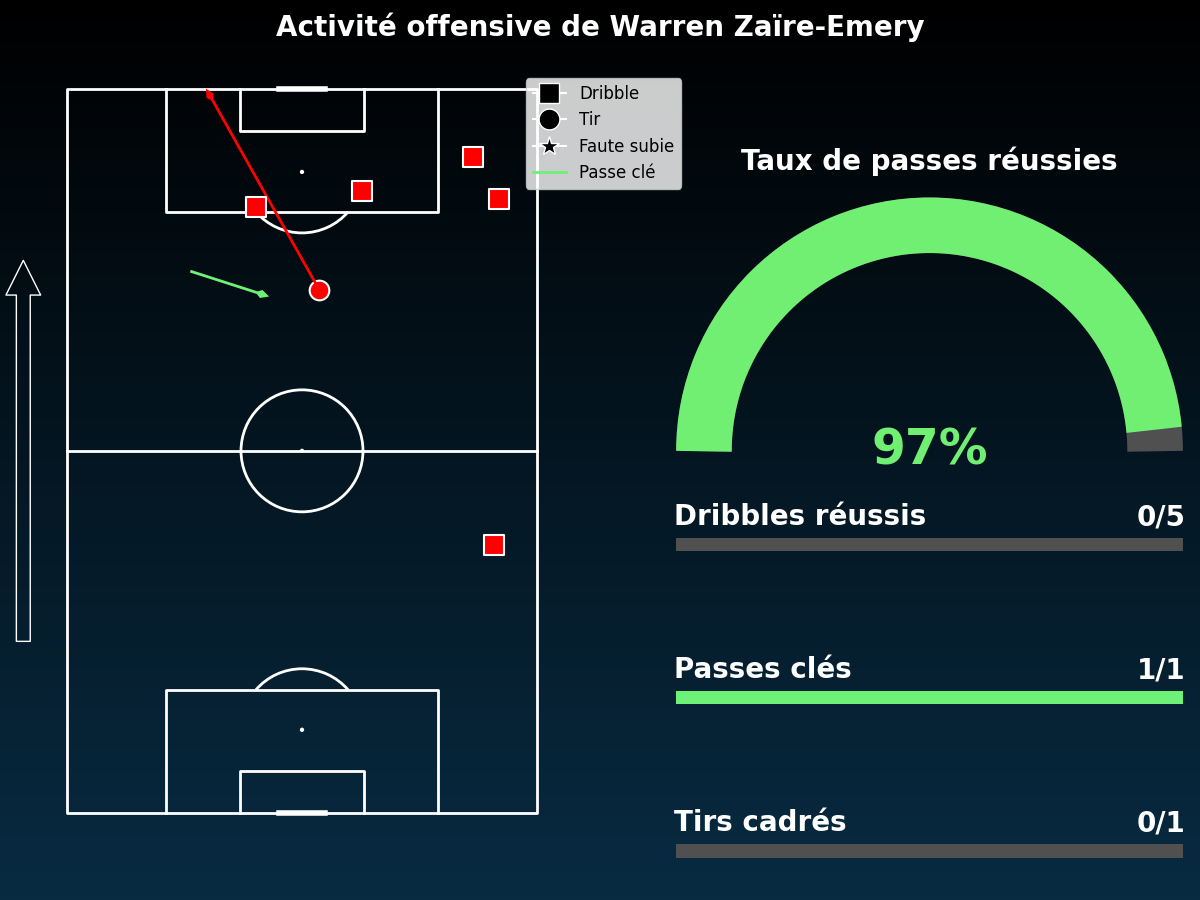 Activité offensive de Warren Zaïre-Emery
Dribble
Tir
Faute subie
Passe clé
Taux de passes réussies
97%
Dribbles réussis 0/5
Passes clés 1/1
Tirs cadrés 0/1